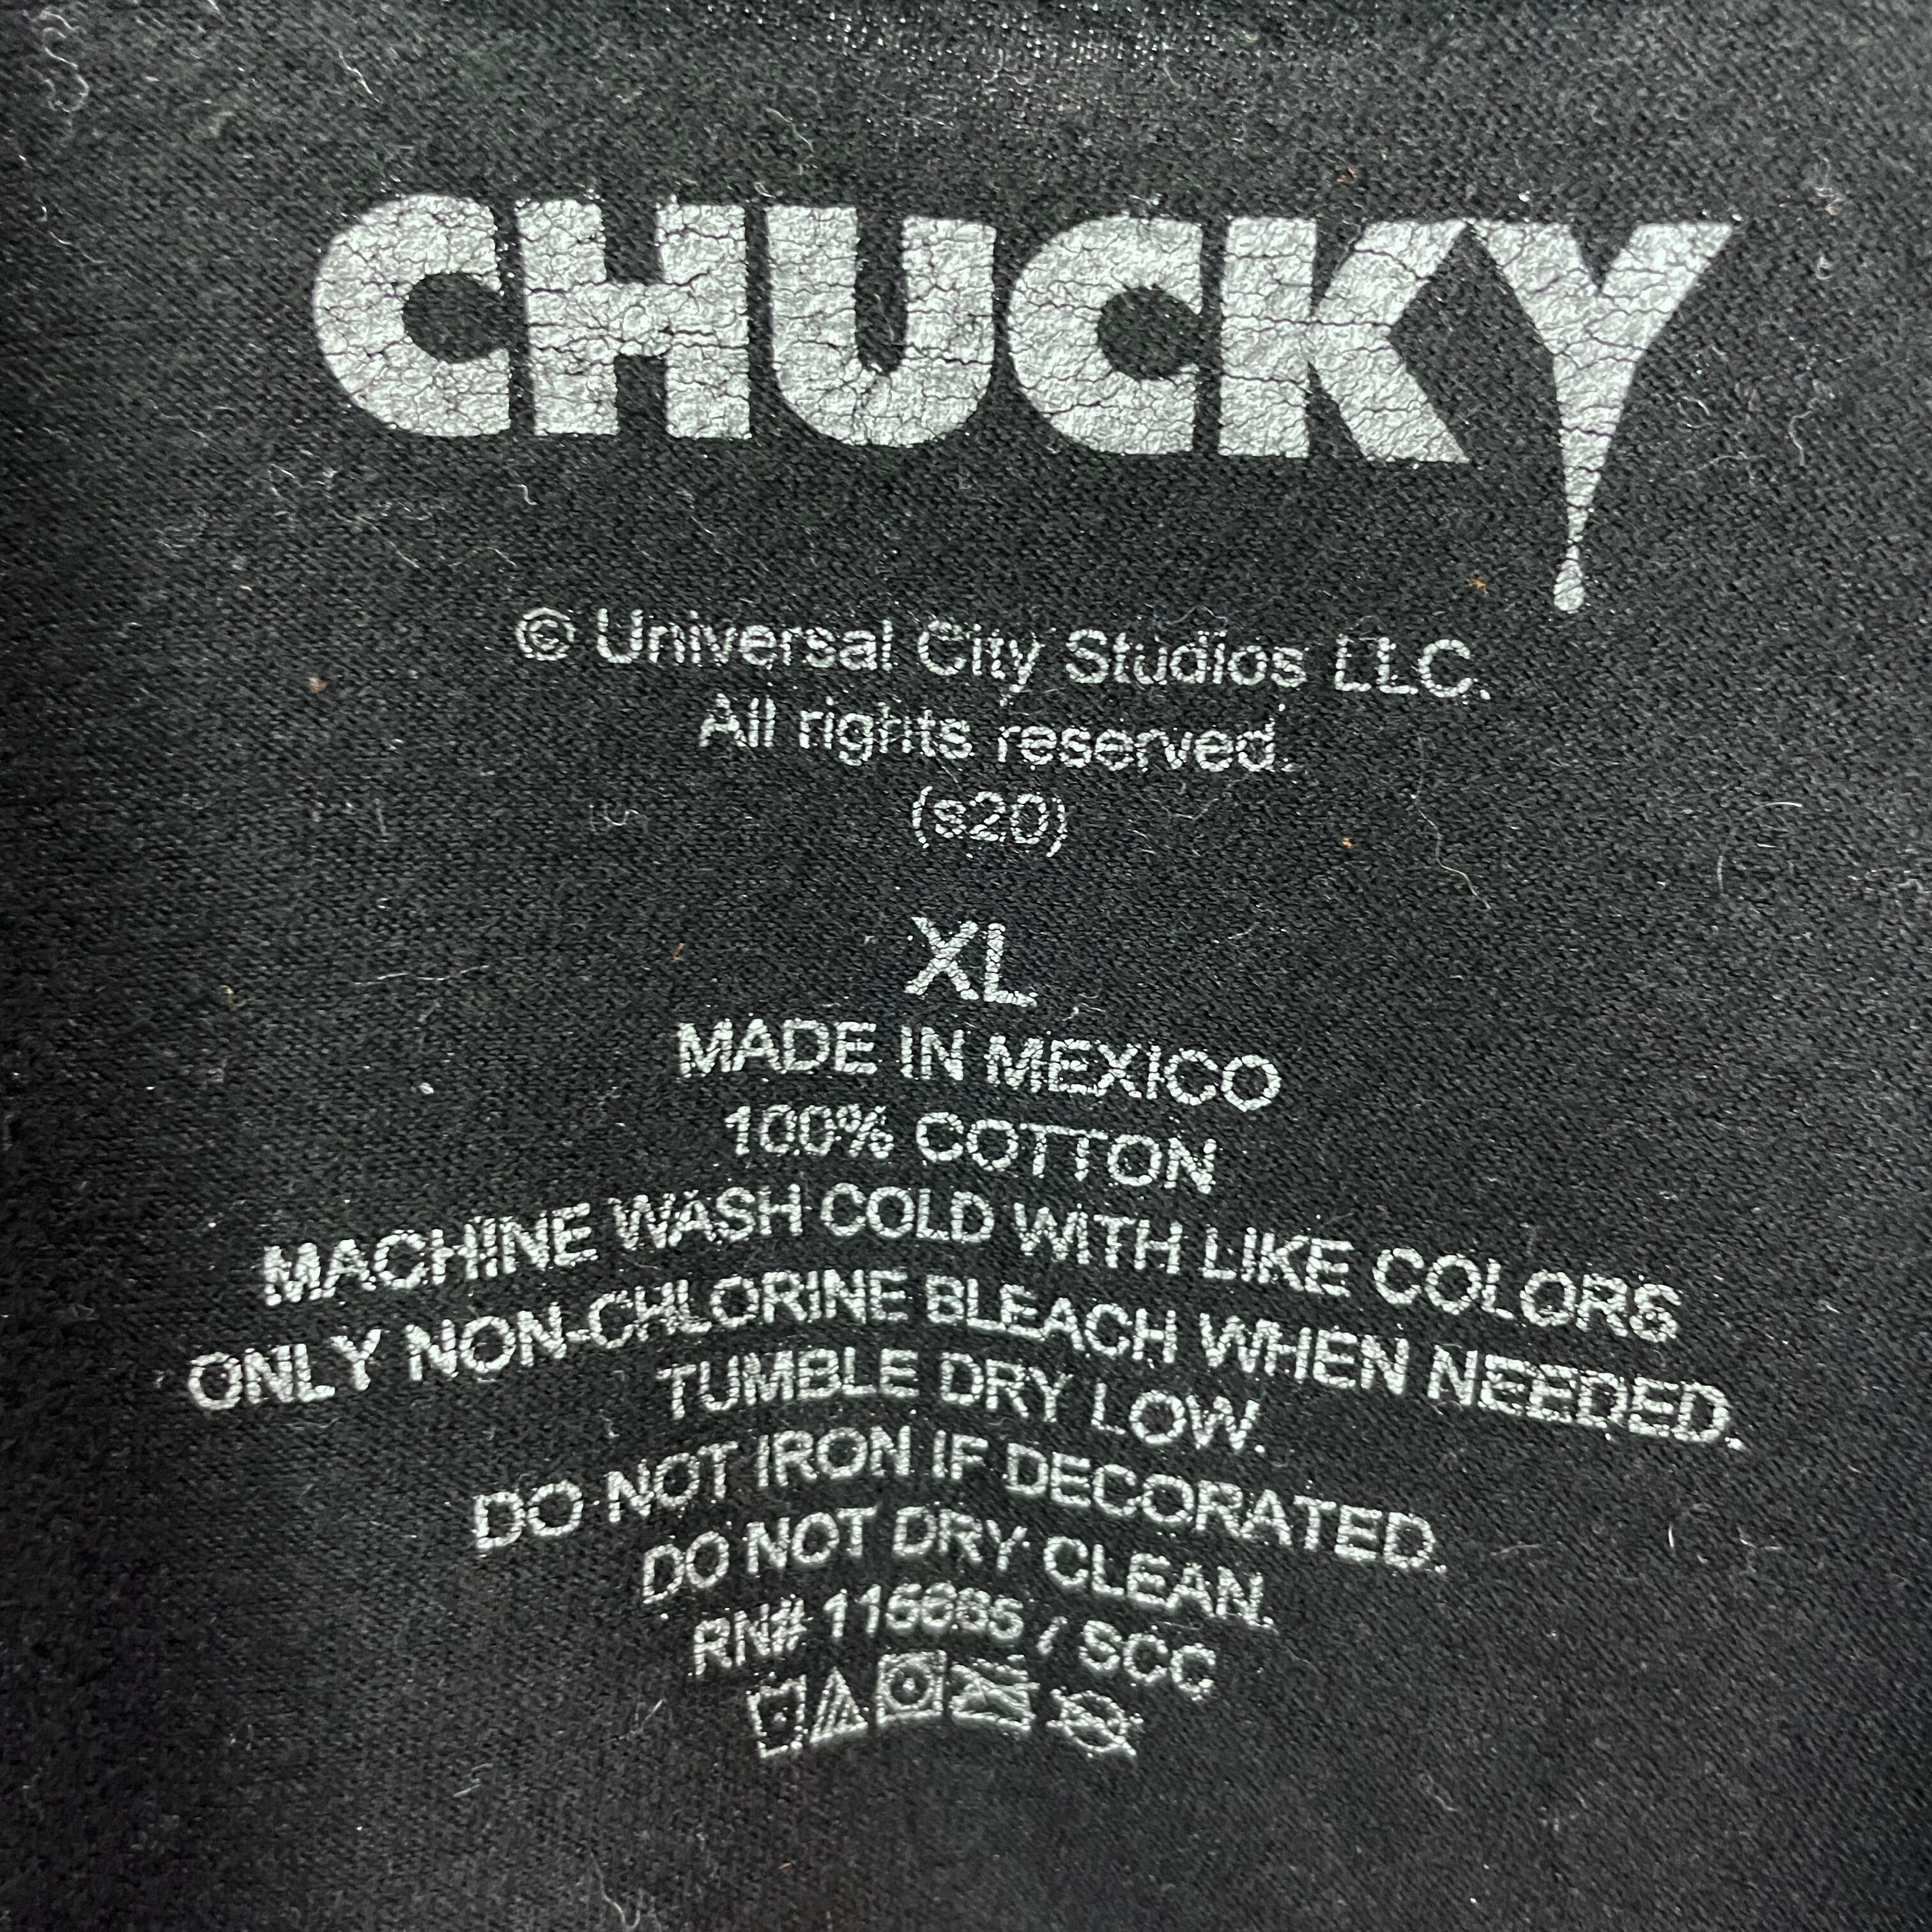 CHUCKY
© Universal City Studios LLC.
All rights reserved.
(s20)
XL
MADE IN MEXICO
100% COTTON
MACHINE WASH COLD WITH LIKE COLORS
ONLY NON-CHLORINE BLEACH WHEN NEEDED.
TUMBLE DRY LOW.
DO NOT IRON IF DECORATED.
DO NOT DRY CLEAN.
RN# / SCC